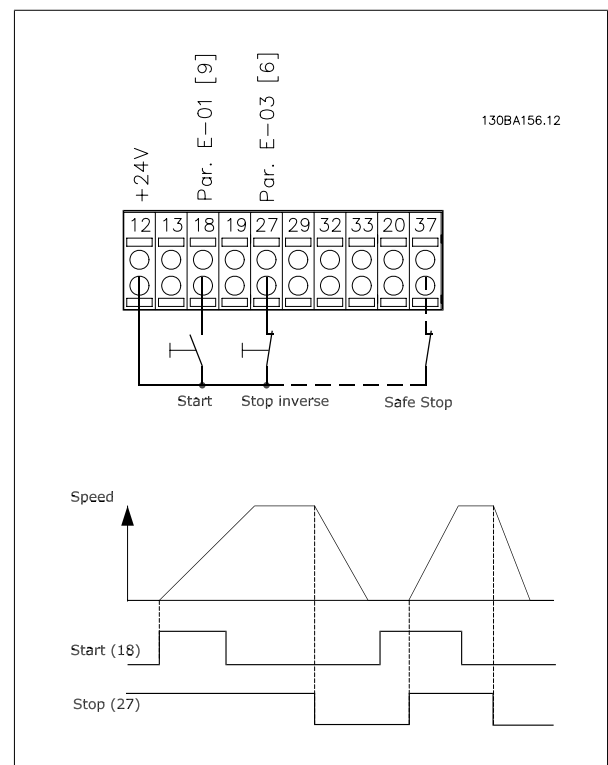 +24V
Par. E-01 [9]
Par. E-03 [6]
130BA156.12
12 13 18 19 27 29 32 33 20 37
Start
Stop inverse
Safe Stop
Speed
Start (18)
Stop (27)